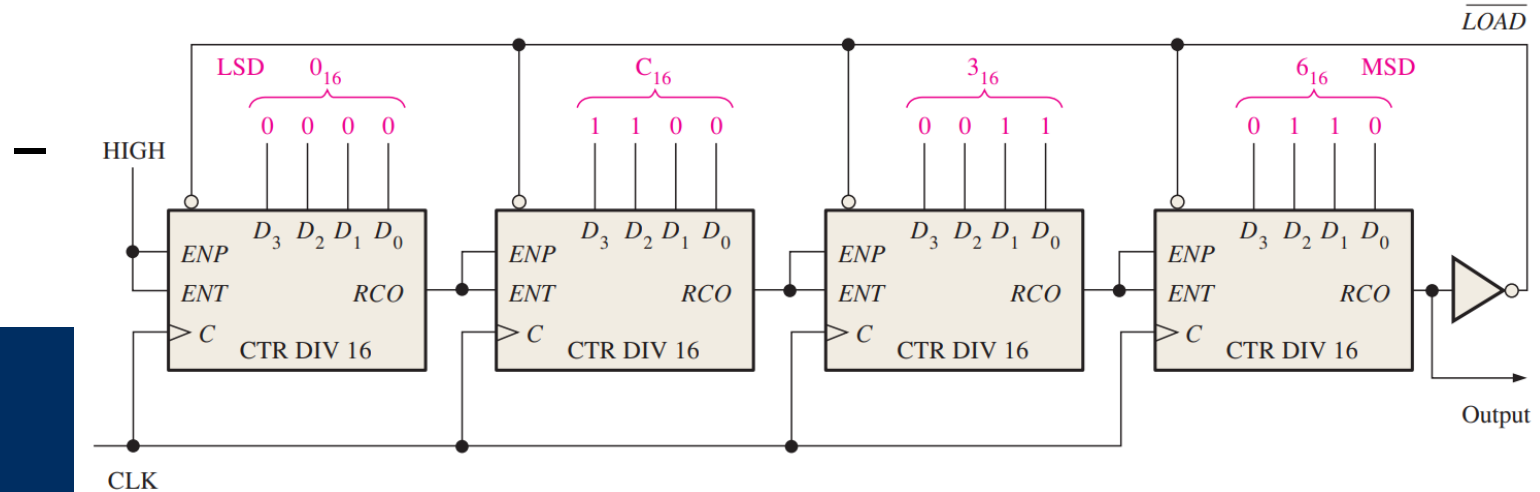 LOAD
LSD 0₁₆ C₁₆ 3₁₆ 6₁₆ MSD
0 0 0 0 1 1 0 0 0 0 1 1 0 1 1 0
HIGH
D₃ D₂ D₁ D₀ D₃ D₂ D₁ D₀ D₃ D₂ D₁ D₀ D₃ D₂ D₁ D₀
ENP ENP ENP ENP
ENT RCO ENT RCO ENT RCO ENT RCO
C C C C
CTR DIV 16 CTR DIV 16 CTR DIV 16 CTR DIV 16
Output
CLK